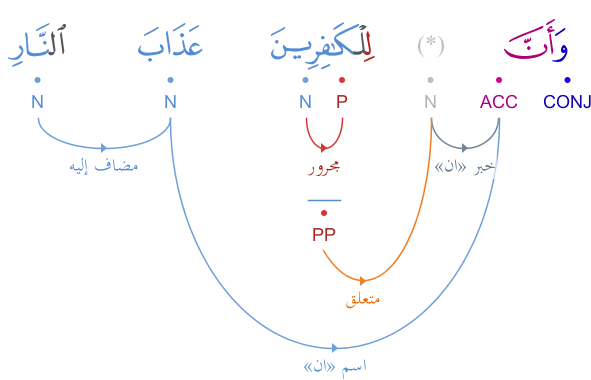 وَأَنَّ (*) لِلْكَٰفِرِينَ عَذَابَ ٱلنَّارِ
CONJ ACC N P N N N
خبر «ان» مجرور مضاف إليه
PP
متعلق
اسم «ان»